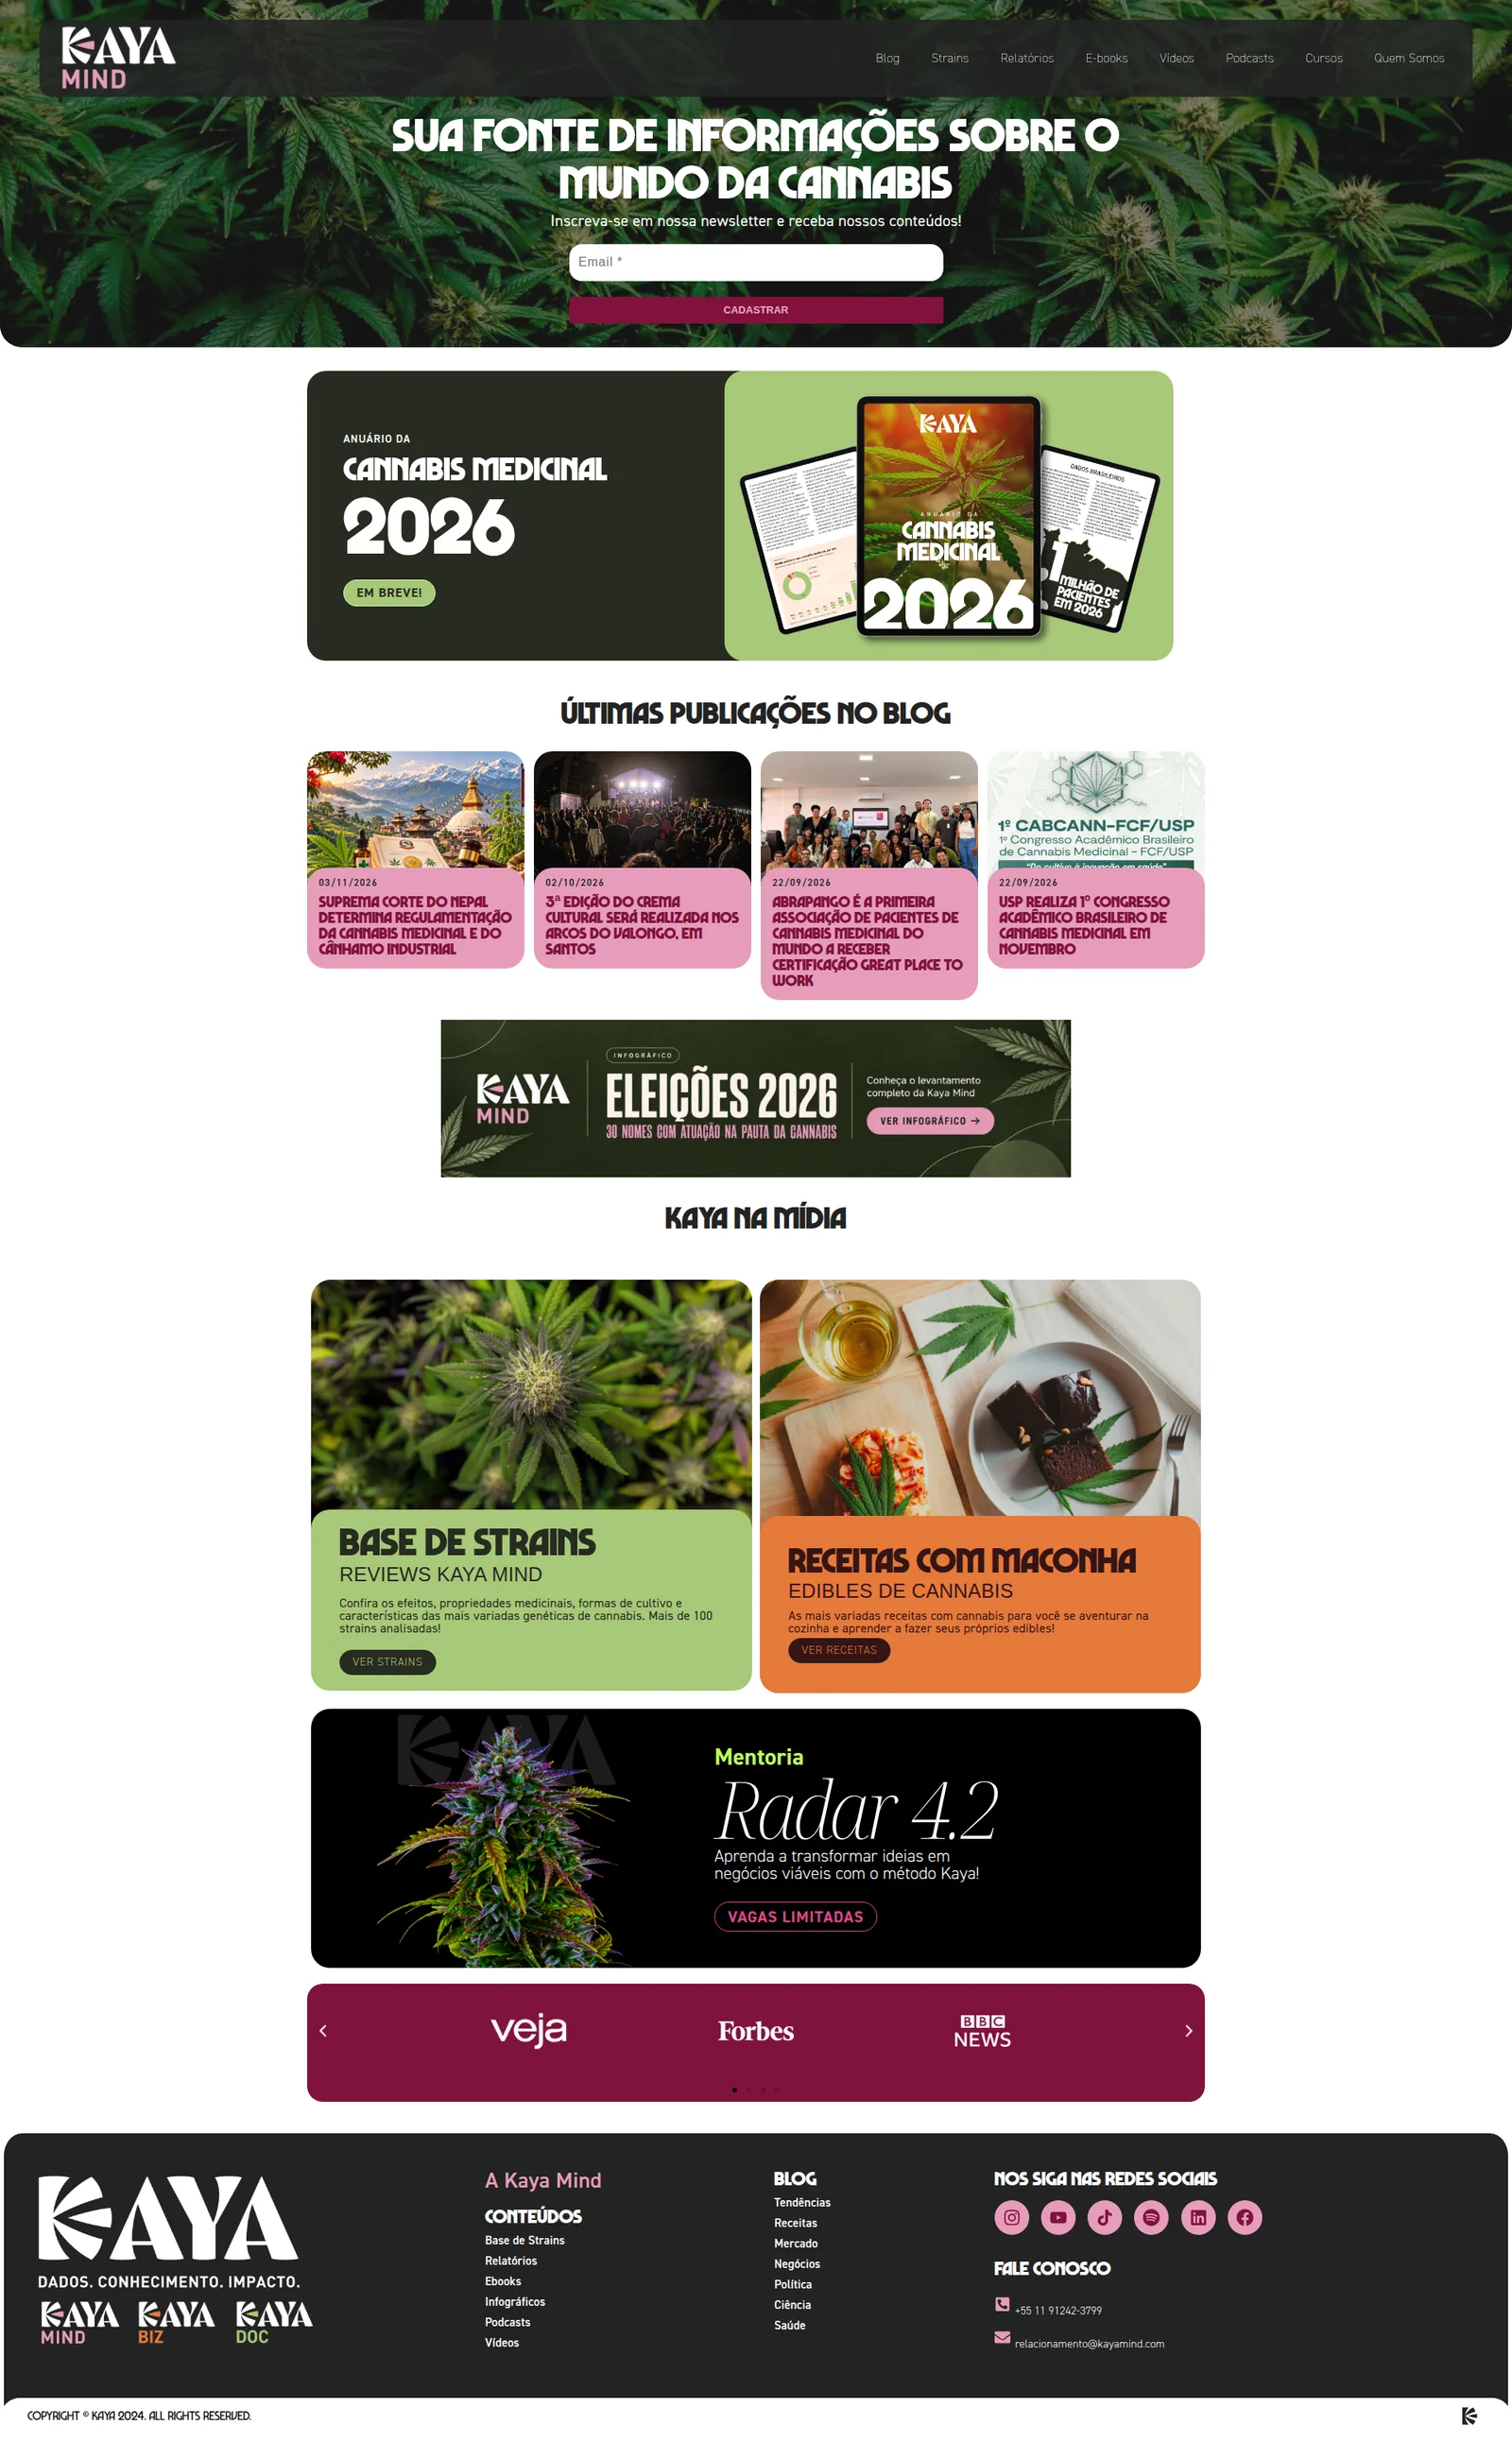 KAYA
MIND
Blog
Strains
Relatórios
E-books
Vídeos
Podcasts
Cursos
Quem Somos
SUA FONTE DE INFORMAÇÕES SOBRE O
MUNDO DA CANNABIS
Inscreva-se em nossa newsletter e receba nossos conteúdos!
Email *
CADASTRAR
ANUÁRIO DA
CANNABIS MEDICINAL
2026
EM BREVE!
KAYA
ANUÁRIO DA
CANNABIS
MEDICINAL
2026
DADOS BRASILEIROS
1
MILHÃO DE
PACIENTES
EM 2026
ÚLTIMAS PUBLICAÇÕES NO BLOG
03/11/2026
SUPREMA CORTE DO NEPAL
DETERMINA REGULAMENTAÇÃO
DA CANNABIS MEDICINAL E DO
CÂNHAMO INDUSTRIAL
02/10/2026
3ª EDIÇÃO DO CREMA
CULTURAL SERÁ REALIZADA NOS
ARCOS DO VALONGO, EM
SANTOS
22/09/2026
ABRAPANGO É A PRIMEIRA
ASSOCIAÇÃO DE PACIENTES DE
CANNABIS MEDICINAL DO
MUNDO A RECEBER
CERTIFICAÇÃO GREAT PLACE TO
WORK
1º CABCANN-FCF/USP
1º Congresso Acadêmico Brasileiro
de Cannabis Medicinal - FCF/USP
"Do cultivo à inovação em saúde"
22/09/2026
USP REALIZA 1º CONGRESSO
ACADÊMICO BRASILEIRO DE
CANNABIS MEDICINAL EM
NOVEMBRO
KAYA
MIND
INFOGRÁFICO
ELEIÇÕES 2026
30 NOMES COM ATUAÇÃO NA PAUTA DA CANNABIS
Conheça o levantamento
completo da Kaya Mind
VER INFOGRÁFICO →
KAYA NA MÍDIA
BASE DE STRAINS
REVIEWS KAYA MIND
Confira os efeitos, propriedades medicinais, formas de cultivo e
características das mais variadas genéticas de cannabis. Mais de 100
strains analisadas!
VER STRAINS
RECEITAS COM MACONHA
EDIBLES DE CANNABIS
As mais variadas receitas com cannabis para você se aventurar na
cozinha e aprender a fazer seus próprios edibles!
VER RECEITAS
KAYA
Mentoria
Radar 4.2
Aprenda a transformar ideias em
negócios viáveis com o método Kaya!
VAGAS LIMITADAS
veja
Forbes
BBC
NEWS
KAYA
DADOS. CONHECIMENTO. IMPACTO.
KAYA
MIND
KAYA
BIZ
KAYA
DOC
A Kaya Mind
CONTEÚDOS
Base de Strains
Relatórios
Ebooks
Infográficos
Podcasts
Vídeos
BLOG
Tendências
Receitas
Mercado
Negócios
Política
Ciência
Saúde
NOS SIGA NAS REDES SOCIAIS
FALE CONOSCO
+55 11 91242-3799
relacionamento@kayamind.com
COPYRIGHT © KAYA 2024. ALL RIGHTS RESERVED.